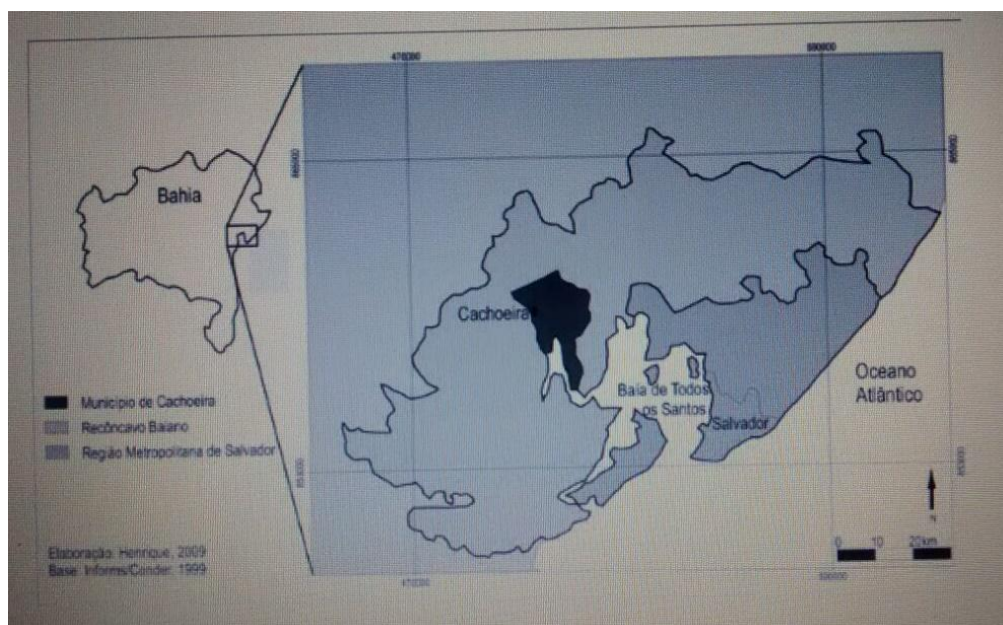 Bahia
Cachoeira
Baía de Todos
os Santos
Salvador
Oceano
Atlântico
Município de Cachoeira
Recôncavo Baiano
Região Metropolitana de Salvador
Elaboração: Henrique, 2009
Base: Informs/Conder, 1999
N
0 10 20km